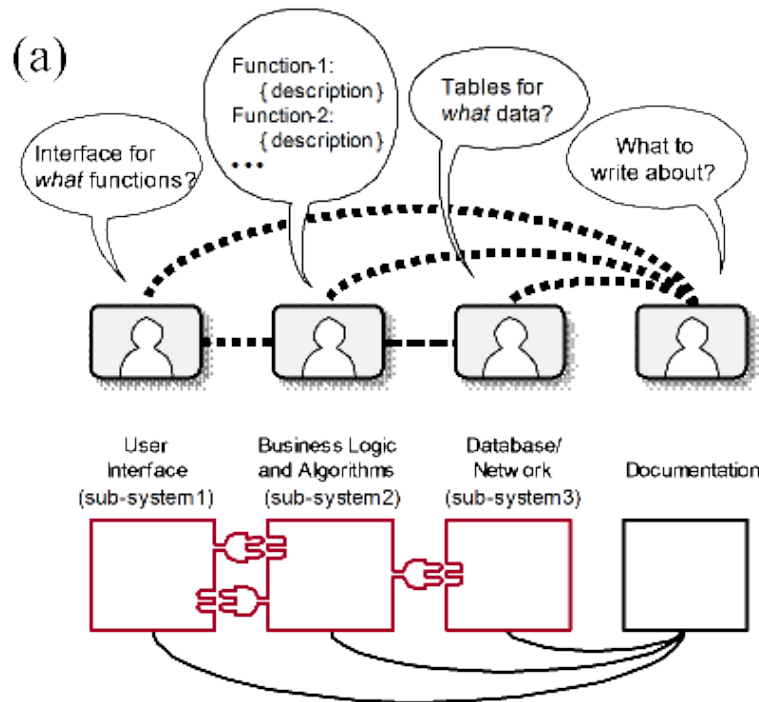 (a)
Interface for
what functions?
Function-1:
{description}
Function-2:
{description}
• • •
Tables for
what data?
What to
write about?
User
Interface
(sub-system1)
Business Logic
and Algorithms
(sub-system2)
Database/
Network
(sub-system3)
Documentation